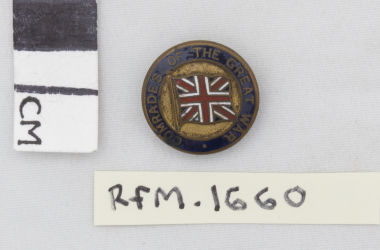 COMRADES OF THE GREAT WAR
CM
RFM.1660